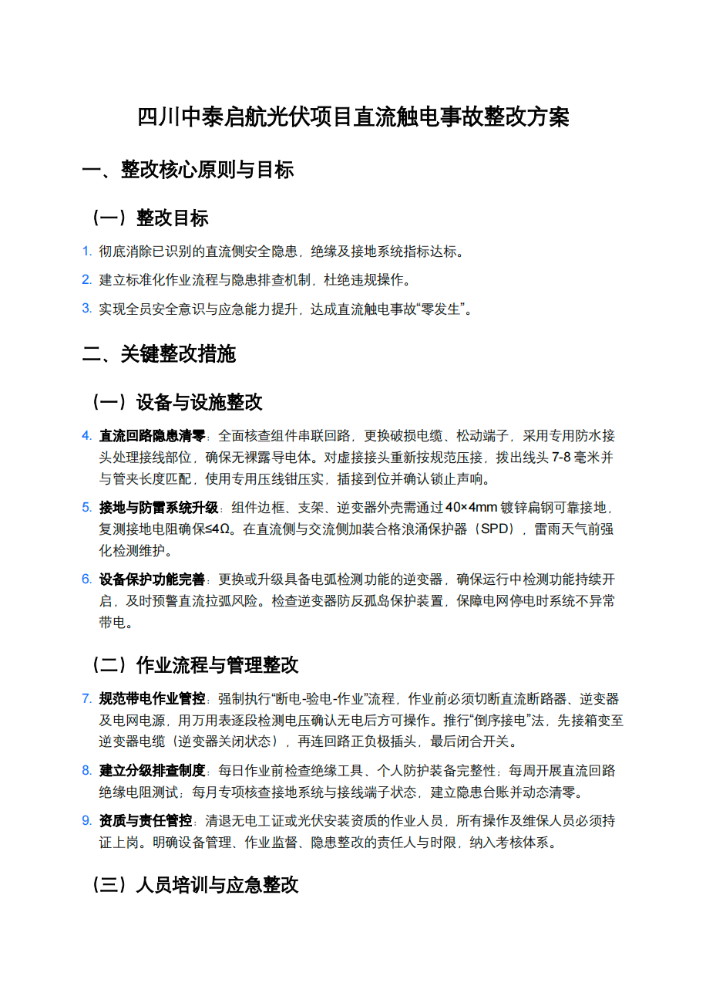 四川中泰启航光伏项目直流触电事故整改方案
一、整改核心原则与目标
（一）整改目标
1. 彻底消除已识别的直流侧安全隐患，绝缘及接地系统指标达标。
2. 建立标准化作业流程与隐患排查机制，杜绝违规操作。
3. 实现全员安全意识与应急能力提升，达成直流触电事故“零发生”。
二、关键整改措施
（一）设备与设施整改
4. 直流回路隐患清零：全面核查组件串联回路，更换破损电缆、松动端子，采用专用防水接
头处理接线部位，确保无裸露导电体。对虚接接头重新按规范压接，拨出线头 7-8 毫米并
与管夹长度匹配，使用专用压线钳压实，插接到位并确认锁止声响。
5. 接地与防雷系统升级：组件边框、支架、逆变器外壳需通过 40×4mm 镀锌扁钢可靠接地，
复测接地电阻确保≤4Ω。在直流侧与交流侧加装合格浪涌保护器（SPD），雷雨天气前强
化检测维护。
6. 设备保护功能完善：更换或升级具备电弧检测功能的逆变器，确保运行中检测功能持续开
启，及时预警直流拉弧风险。检查逆变器防反孤岛保护装置，保障电网停电时系统不异常
带电。
（二）作业流程与管理整改
7. 规范带电作业管控：强制执行“断电-验电-作业”流程，作业前必须切断直流断路器、逆变器
及电网电源，用万用表逐段检测电压确认无电后方可操作。推行“倒序接电”法，先接箱变至
逆变器电缆（逆变器关闭状态），再连回路正负极插头，最后闭合开关。
8. 建立分级排查制度：每日作业前检查绝缘工具、个人防护装备完整性；每周开展直流回路
绝缘电阻测试；每月专项核查接地系统与接线端子状态，建立隐患台账并动态清零。
9. 资质与责任管控：清退无电工证或光伏安装资质的作业人员，所有操作及维保人员必须持
证上岗。明确设备管理、作业监督、隐患整改的责任人与时限，纳入考核体系。
（三）人员培训与应急整改